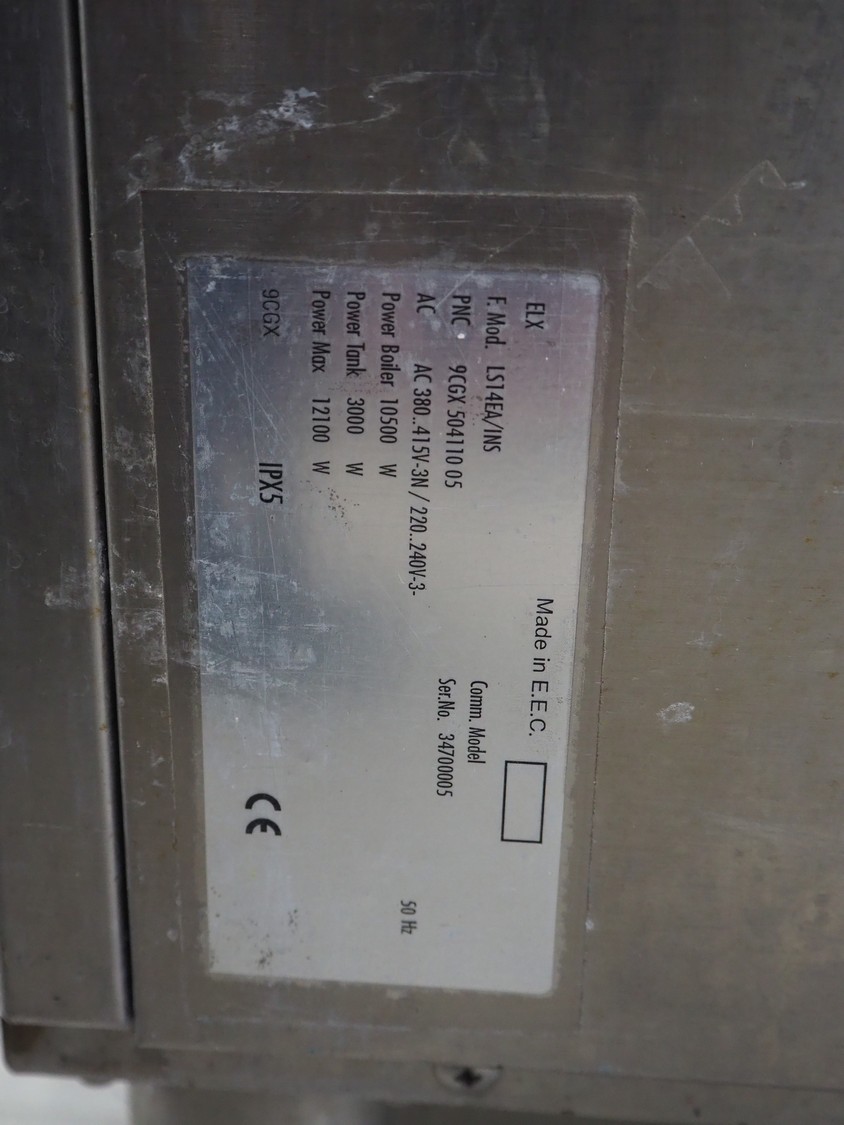 ELX
Made in E.E.C.
F. Mod. LS14EA/INS
Comm. Model
PNC 9CGX 504110 05
Ser.No. 34700005
AC AC 380..415V-3N / 220..240V-3-
50 Hz
Power Boiler 10500 W
Power Tank 3000 W
Power Max 12100 W
9CGX IPX5 CE